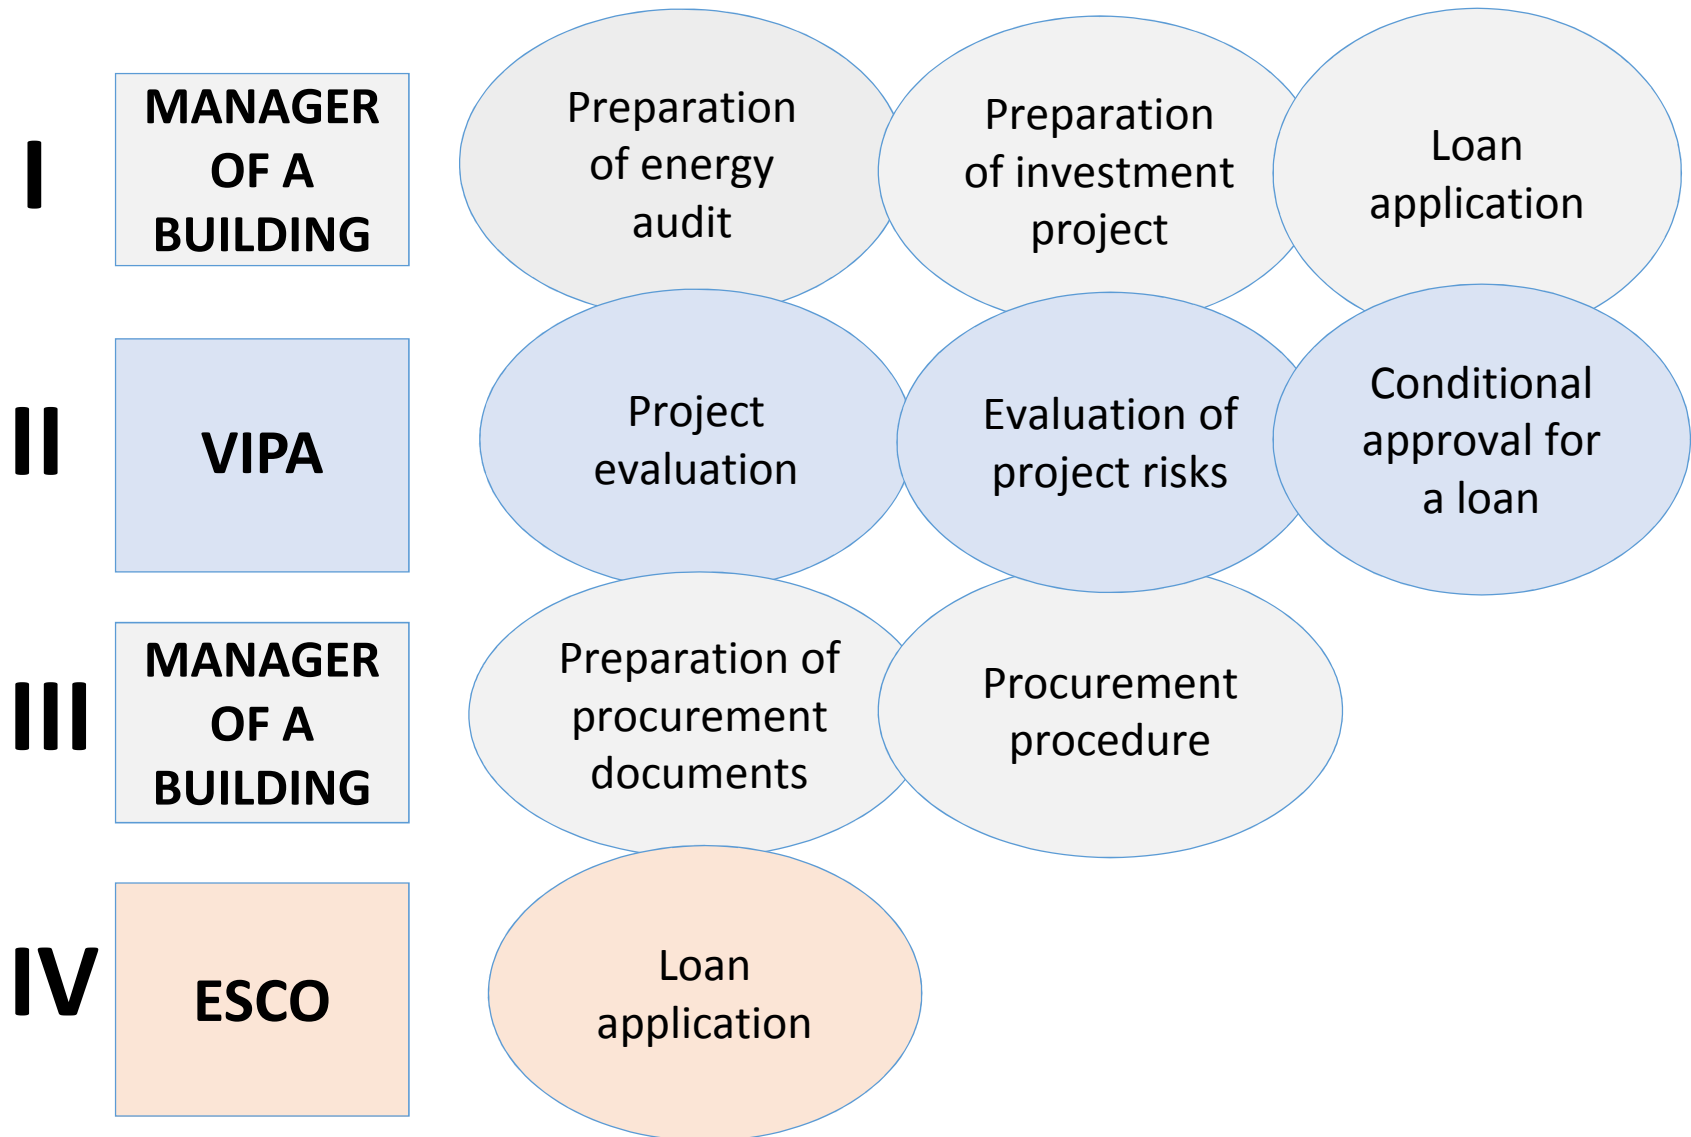 I
MANAGER
OF A
BUILDING
Preparation
of energy
audit
Preparation
of investment
project
Loan
application
II
VIPA
Project
evaluation
Evaluation of
project risks
Conditional
approval for
a loan
III
MANAGER
OF A
BUILDING
Preparation of
procurement
documents
Procurement
procedure
IV
ESCO
Loan
application